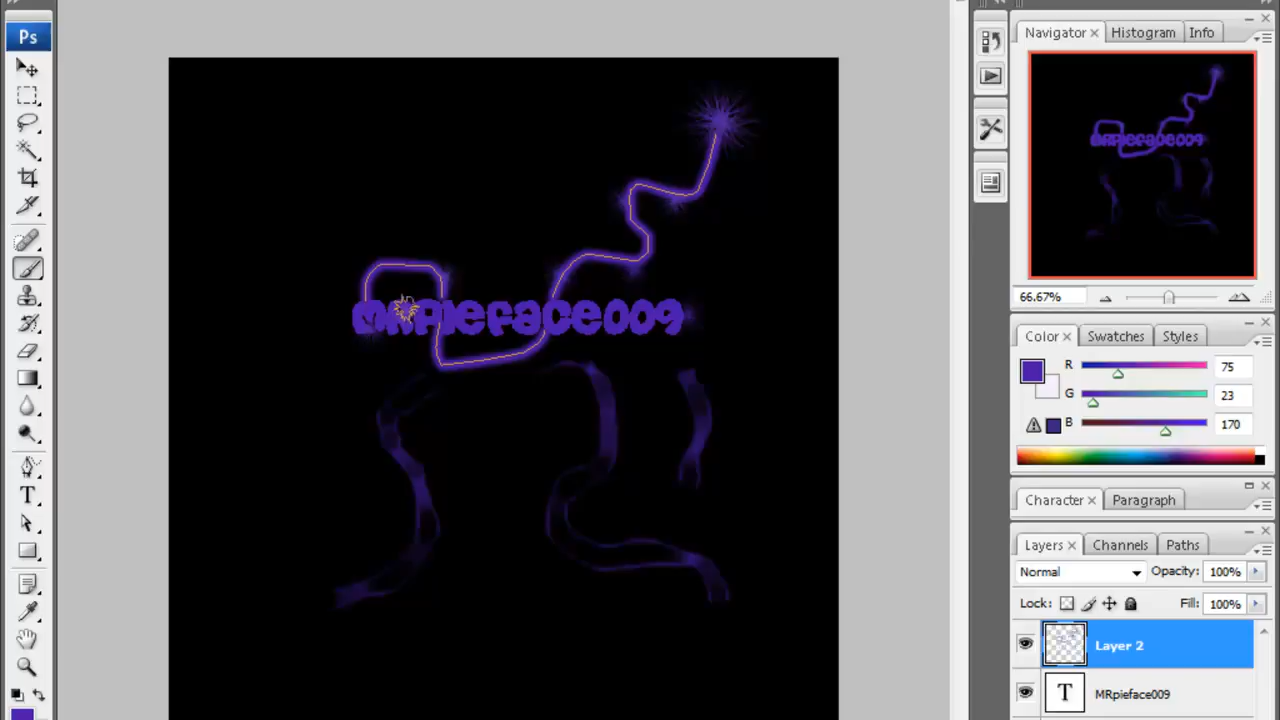 Ps
Navigator
Histogram
Info
66.67%
Color
Swatches
Styles
R
75
G
23
B
170
Character
Paragraph
Layers
Channels
Paths
Normal
Opacity: 100%
Lock:
Fill: 100%
Layer 2
T
MRpieface009
MRpieface009
MRpieface009
T